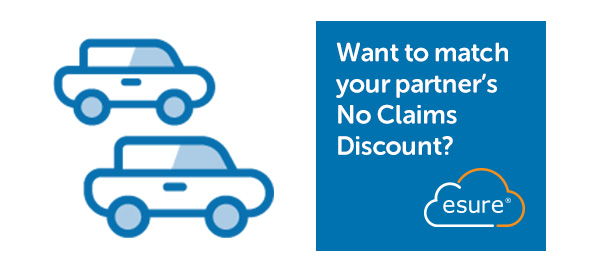 Want to match
your partner's
No Claims
Discount?
esure®